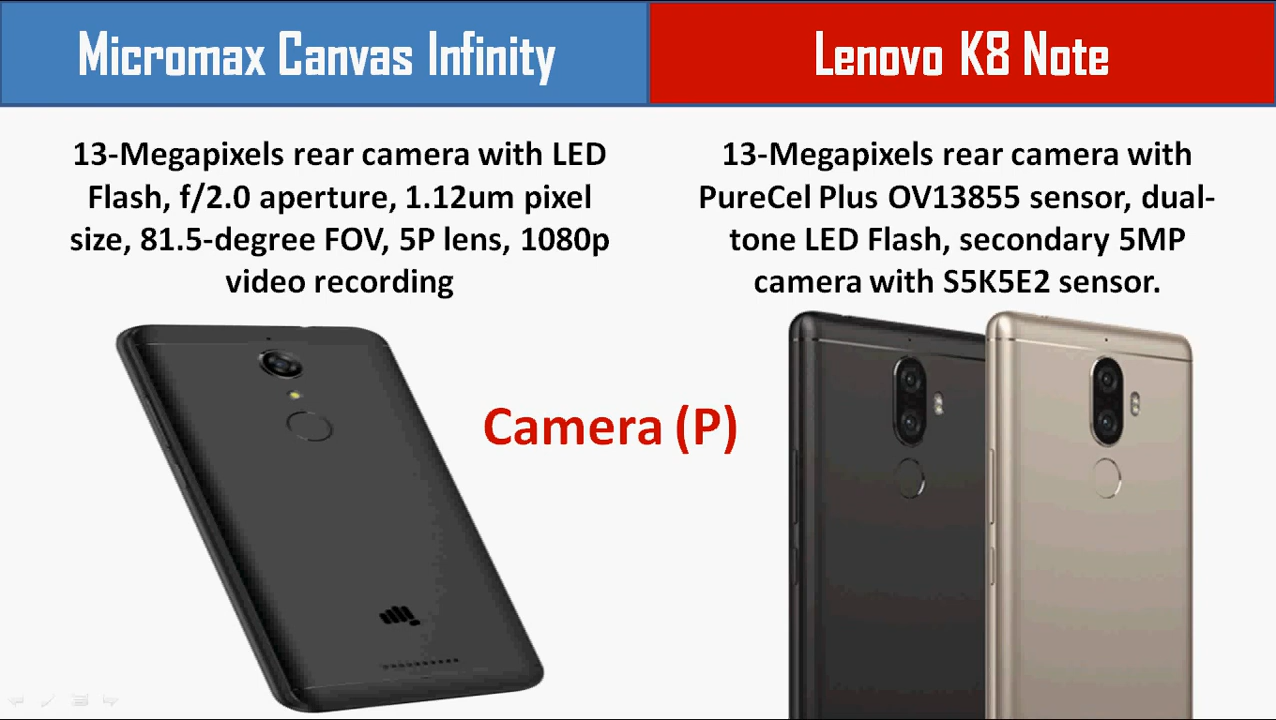 Micromax Canvas Infinity
Lenovo K8 Note
13-Megapixels rear camera with LED
Flash, f/2.0 aperture, 1.12um pixel
size, 81.5-degree FOV, 5P lens, 1080p
video recording
13-Megapixels rear camera with
PureCel Plus OV13855 sensor, dual-
tone LED Flash, secondary 5MP
camera with S5K5E2 sensor.
Camera (P)